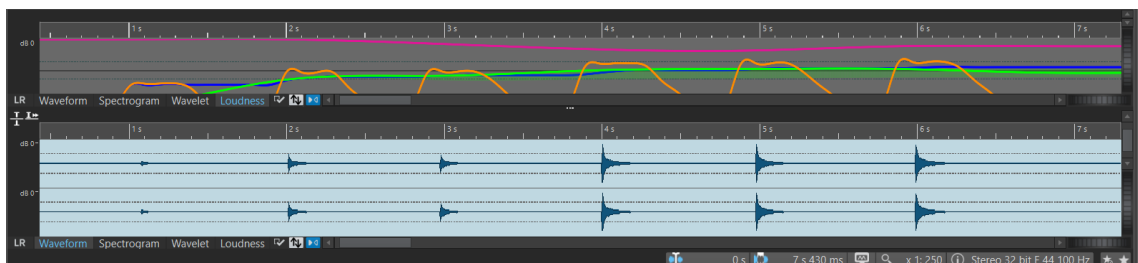 1 s 2 s 3 s 4 s 5 s 6 s 7 s
dB 0
LR Waveform Spectrogram Wavelet Loudness
1 s 2 s 3 s 4 s 5 s 6 s 7 s
dB 0
dB 0
LR Waveform Spectrogram Wavelet Loudness
0 s 7 s 430 ms x 1: 250 Stereo 32 bit F 44 100 Hz